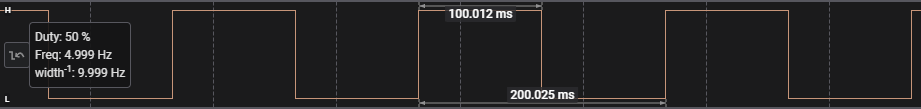 H
100.012 ms
Duty: 50 %
Freq: 4.999 Hz
width⁻¹: 9.999 Hz
200.025 ms
L